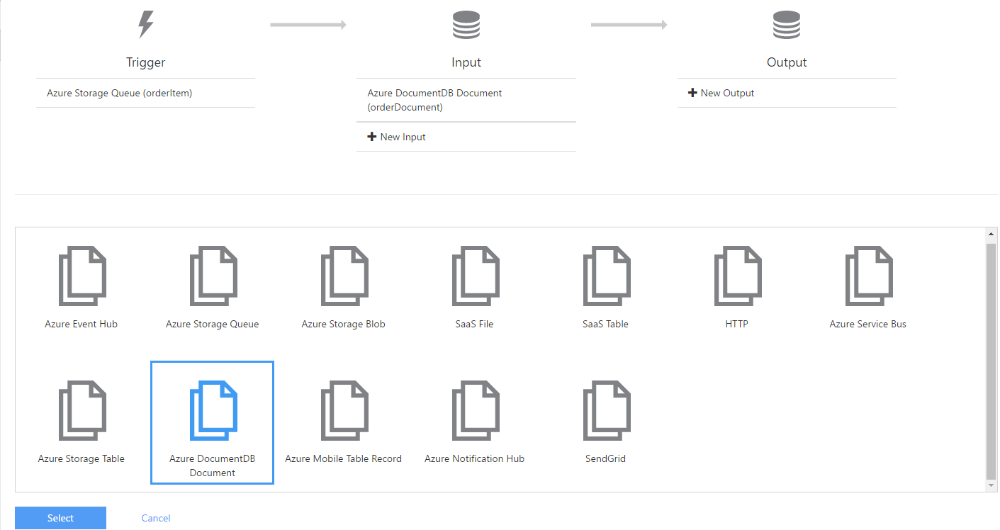 Trigger
Input
Output
Azure Storage Queue (orderItem)
Azure DocumentDB Document
(orderDocument)
New Input
New Output
Azure Event Hub
Azure Storage Queue
Azure Storage Blob
SaaS File
SaaS Table
HTTP
Azure Service Bus
Azure Storage Table
Azure DocumentDB
Document
Azure Mobile Table Record
Azure Notification Hub
SendGrid
Select
Cancel